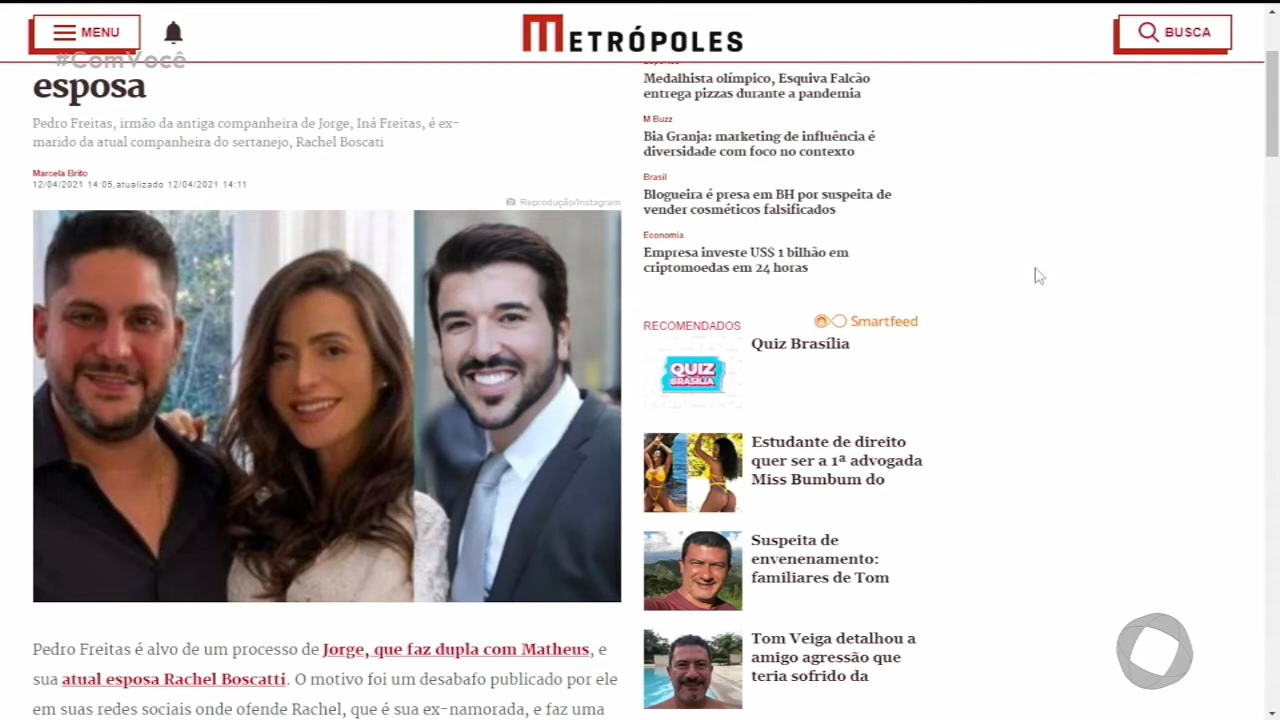 MENU
METRÓPOLES
BUSCA
#ComVocê
esposa
Pedro Freitas, irmão da antiga companheira de Jorge, Iná Freitas, é ex-
marido da atual companheira do sertanejo, Rachel Boscati
Marcela Brito
12/04/2021 14:05,atualizado 12/04/2021 14:11
Reprodução/Instagram
Pedro Freitas é alvo de um processo de Jorge, que faz dupla com Matheus, e
sua atual esposa Rachel Boscatti. O motivo foi um desabafo publicado por ele
em suas redes sociais onde ofende Rachel, que é sua ex-namorada, e faz uma
Medalhista olímpico, Esquiva Falcão
entrega pizzas durante a pandemia
M Buzz
Bia Granja: marketing de influência é
diversidade com foco no contexto
Brasil
Blogueira é presa em BH por suspeita de
vender cosméticos falsificados
Economia
Empresa investe US$ 1 bilhão em
criptomoedas em 24 horas
RECOMENDADOS
Smartfeed
QUIZ
BRASÍLIA
Quiz Brasília
Estudante de direito
quer ser a 1ª advogada
Miss Bumbum do
Suspeita de
envenenamento:
familiares de Tom
Tom Veiga detalhou a
amigo agressão que
teria sofrido da